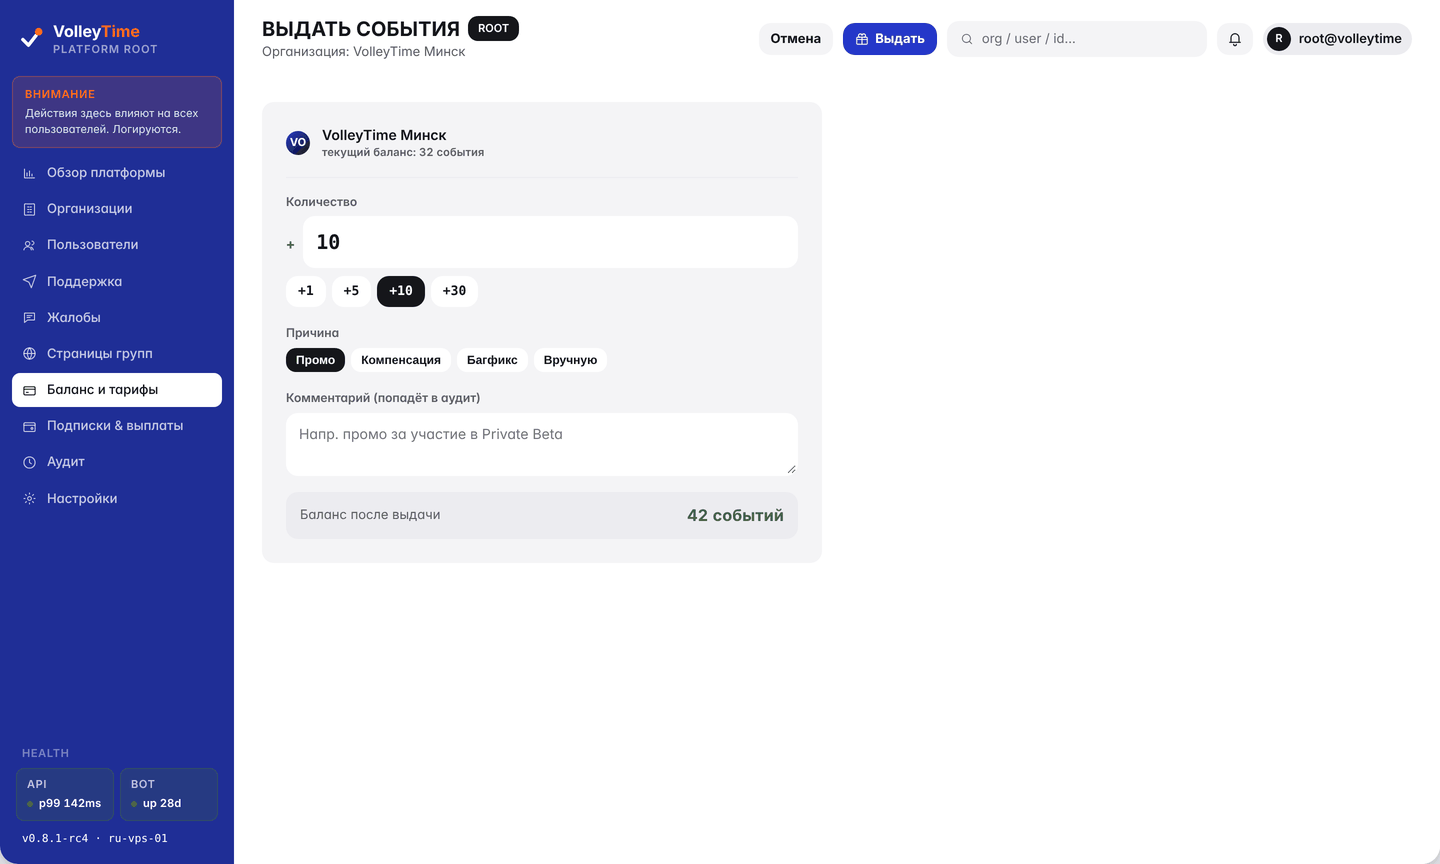 VolleyTime
PLATFORM ROOT
ВНИМАНИЕ
Действия здесь влияют на всех
пользователей. Логируются.
Обзор платформы
Организации
Пользователи
Поддержка
Жалобы
Страницы групп
Баланс и тарифы
Подписки & выплаты
Аудит
Настройки
HEALTH
API
p99 142ms
BOT
up 28d
v0.8.1-rc4 · ru-vps-01
ВЫДАТЬ СОБЫТИЯ ROOT
Организация: VolleyTime Минск
Отмена
Выдать
org / user / id...
R root@volleytime
VO
VolleyTime Минск
текущий баланс: 32 события
Количество
+ 10
+1 +5 +10 +30
Причина
Промо Компенсация Багфикс Вручную
Комментарий (попадёт в аудит)
Напр. промо за участие в Private Beta
Баланс после выдачи 42 событий